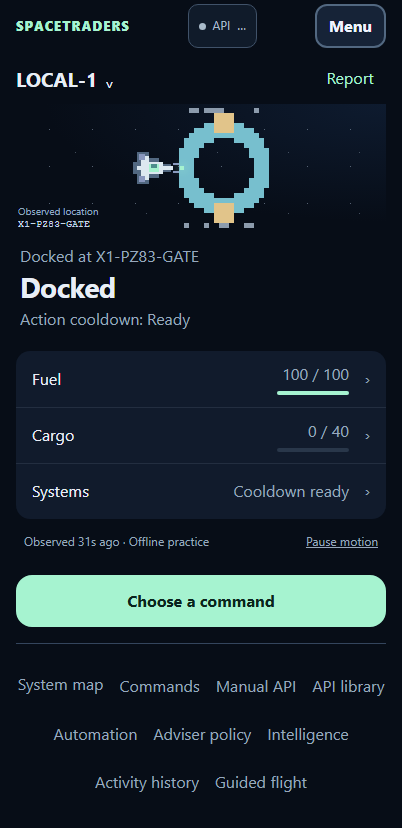 SPACETRADERS
API ...
Menu
LOCAL-1 v
Report
Observed location
X1-PZ83-GATE
Docked at X1-PZ83-GATE
Docked
Action cooldown: Ready
Fuel 100 / 100 ›
Cargo 0 / 40 ›
Systems Cooldown ready ›
Observed 31s ago · Offline practice Pause motion
Choose a command
System map Commands Manual API API library
Automation Adviser policy Intelligence
Activity history Guided flight